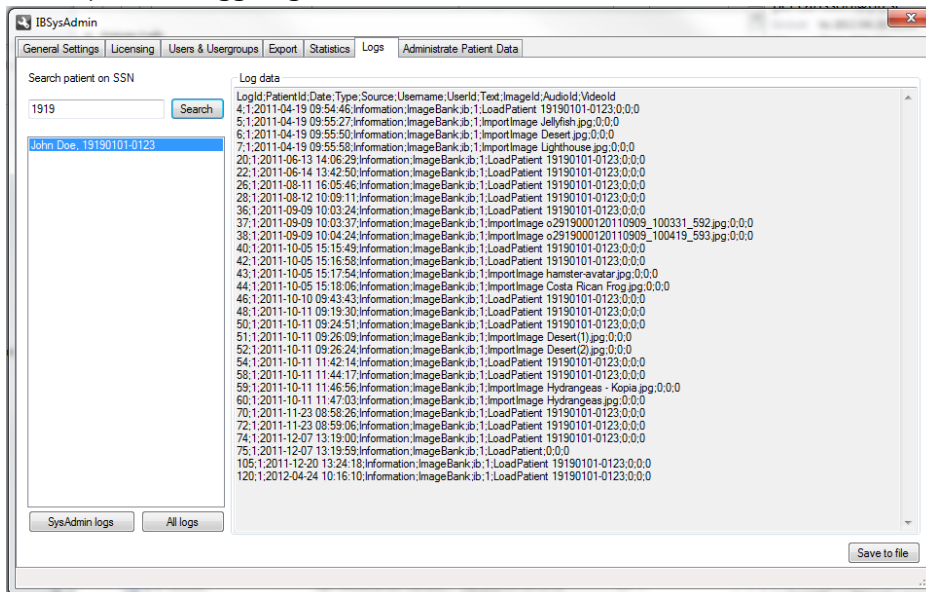 IBSysAdmin
General Settings Licensing Users & Usergroups Export Statistics Logs Administrate Patient Data
Search patient on SSN
1919 Search
John Doe, 19190101-0123
Log data
LogId;PatientId;Date;Type;Source;Username;UserId;Text;ImageId;AudioId;VideoId
4;1;2011-04-19 09:54:46;Information;ImageBank;ib;1;LoadPatient 19190101-0123;0;0;0
5;1;2011-04-19 09:55:27;Information;ImageBank;ib;1;ImportImage Jellyfish.jpg;0;0;0
6;1;2011-04-19 09:55:50;Information;ImageBank;ib;1;ImportImage Desert.jpg;0;0;0
7;1;2011-04-19 09:55:58;Information;ImageBank;ib;1;ImportImage Lighthouse.jpg;0;0;0
20;1;2011-06-13 14:06:29;Information;ImageBank;ib;1;LoadPatient 19190101-0123;0;0;0
22;1;2011-06-14 13:42:50;Information;ImageBank;ib;1;LoadPatient 19190101-0123;0;0;0
26;1;2011-08-11 16:05:46;Information;ImageBank;ib;1;LoadPatient 19190101-0123;0;0;0
28;1;2011-08-12 10:09:11;Information;ImageBank;ib;1;LoadPatient 19190101-0123;0;0;0
36;1;2011-09-09 10:03:24;Information;ImageBank;ib;1;LoadPatient 19190101-0123;0;0;0
37;1;2011-09-09 10:03:37;Information;ImageBank;ib;1;ImportImage o2919000120110909_100331_592.jpg;0;0;0
38;1;2011-09-09 10:04:24;Information;ImageBank;ib;1;ImportImage o2919000120110909_100419_593.jpg;0;0;0
40;1;2011-10-05 15:15:49;Information;ImageBank;ib;1;LoadPatient 19190101-0123;0;0;0
42;1;2011-10-05 15:16:58;Information;ImageBank;ib;1;LoadPatient 19190101-0123;0;0;0
43;1;2011-10-05 15:17:54;Information;ImageBank;ib;1;ImportImage hamster-avatar.jpg;0;0;0
44;1;2011-10-05 15:18:06;Information;ImageBank;ib;1;ImportImage Costa Rican Frog.jpg;0;0;0
46;1;2011-10-10 09:43:43;Information;ImageBank;ib;1;LoadPatient 19190101-0123;0;0;0
48;1;2011-10-11 09:19:30;Information;ImageBank;ib;1;LoadPatient 19190101-0123;0;0;0
50;1;2011-10-11 09:24:51;Information;ImageBank;ib;1;LoadPatient 19190101-0123;0;0;0
51;1;2011-10-11 09:26:09;Information;ImageBank;ib;1;ImportImage Desert(1).jpg;0;0;0
52;1;2011-10-11 09:26:24;Information;ImageBank;ib;1;ImportImage Desert(2).jpg;0;0;0
54;1;2011-10-11 11:42:14;Information;ImageBank;ib;1;LoadPatient 19190101-0123;0;0;0
58;1;2011-10-11 11:44:17;Information;ImageBank;ib;1;LoadPatient 19190101-0123;0;0;0
59;1;2011-10-11 11:46:56;Information;ImageBank;ib;1;ImportImage Hydrangeas - Kopia.jpg;0;0;0
60;1;2011-10-11 11:47:03;Information;ImageBank;ib;1;ImportImage Hydrangeas.jpg;0;0;0
70;1;2011-11-23 08:58:26;Information;ImageBank;ib;1;LoadPatient 19190101-0123;0;0;0
72;1;2011-11-23 08:59:06;Information;ImageBank;ib;1;LoadPatient 19190101-0123;0;0;0
74;1;2011-12-07 13:19:00;Information;ImageBank;ib;1;LoadPatient 19190101-0123;0;0;0
75;1;2011-12-07 13:19:59;Information;ImageBank;ib;1;LoadPatient;0;0;0
105;1;2011-12-20 13:24:18;Information;ImageBank;ib;1;LoadPatient 19190101-0123;0;0;0
120;1;2012-04-24 10:16:10;Information;ImageBank;ib;1;LoadPatient 19190101-0123;0;0;0
SysAdmin logs All logs
Save to file